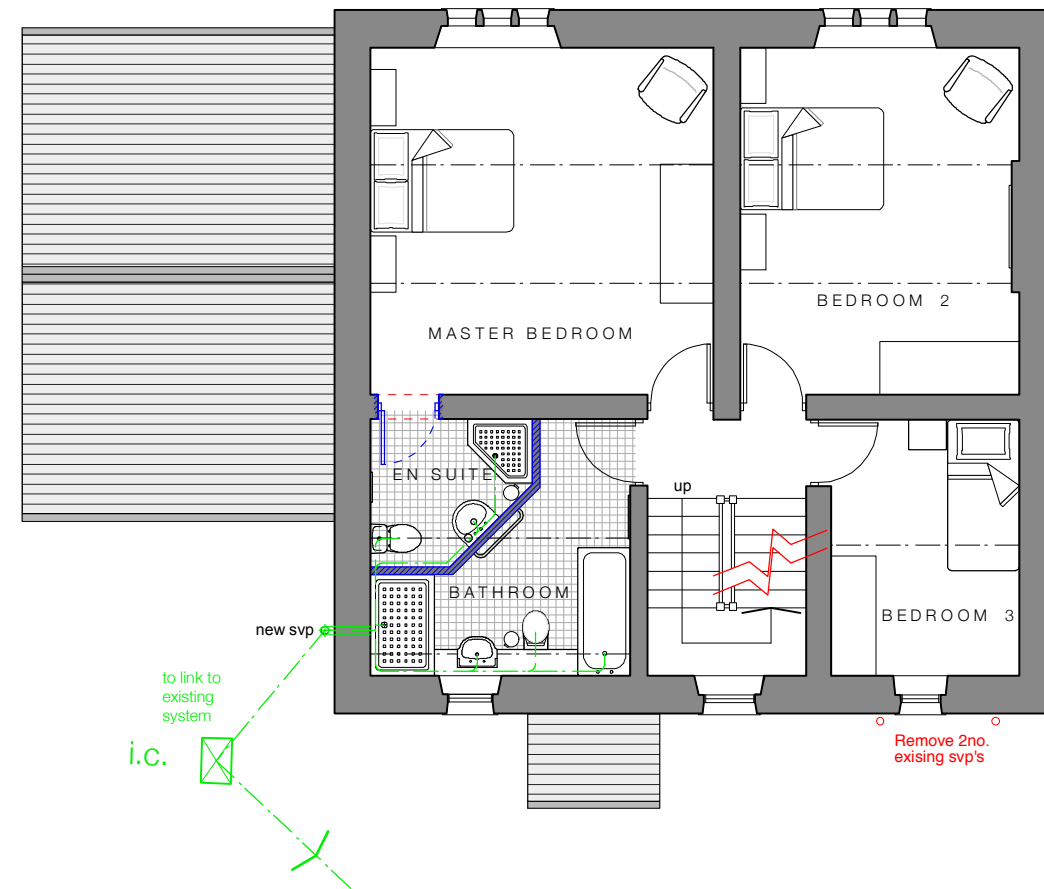 BEDROOM 2
MASTER BEDROOM
EN SUITE
up
BATHROOM
BEDROOM 3
new svp
to link to
existing
system
i.c.
Remove 2no.
exising svp's